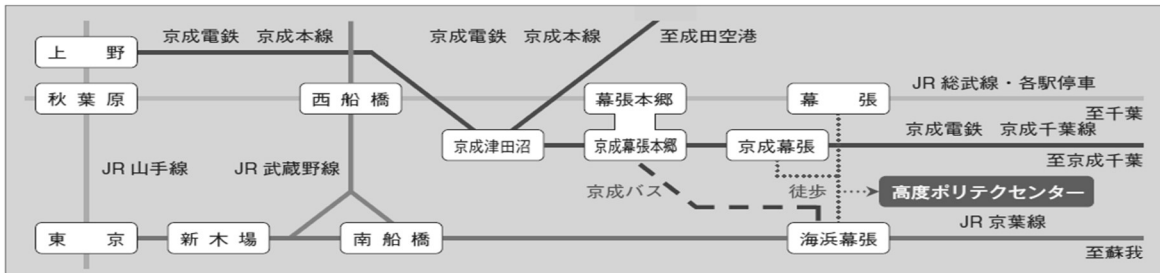 京成電鉄 京成本線
京成電鉄 京成本線
至成田空港
上野
JR 総武線・各駅停車
秋葉原
西船橋
幕張本郷
幕張
至千葉
京成電鉄 京成千葉線
京成津田沼
京成幕張本郷
京成幕張
至京成千葉
JR 山手線
JR 武蔵野線
京成バス
徒歩
高度ポリテクセンター
JR 京葉線
東京
新木場
南船橋
海浜幕張
至蘇我